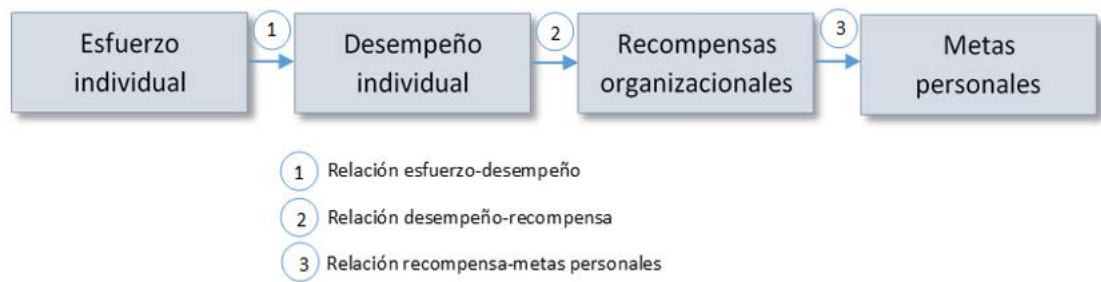 Esfuerzo
individual
1
Desempeño
individual
2
Recompensas
organizacionales
3
Metas
personales
1 Relación esfuerzo-desempeño
2 Relación desempeño-recompensa
3 Relación recompensa-metas personales